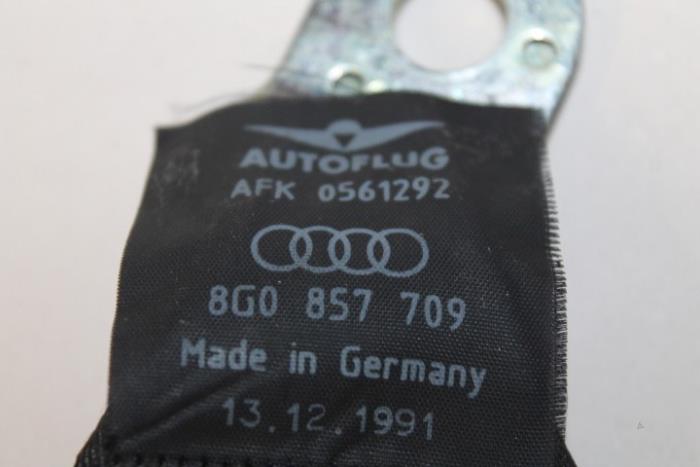 AUTOFLUG
AFK 0561292
8G0 857 709
Made in Germany
13.12.1991